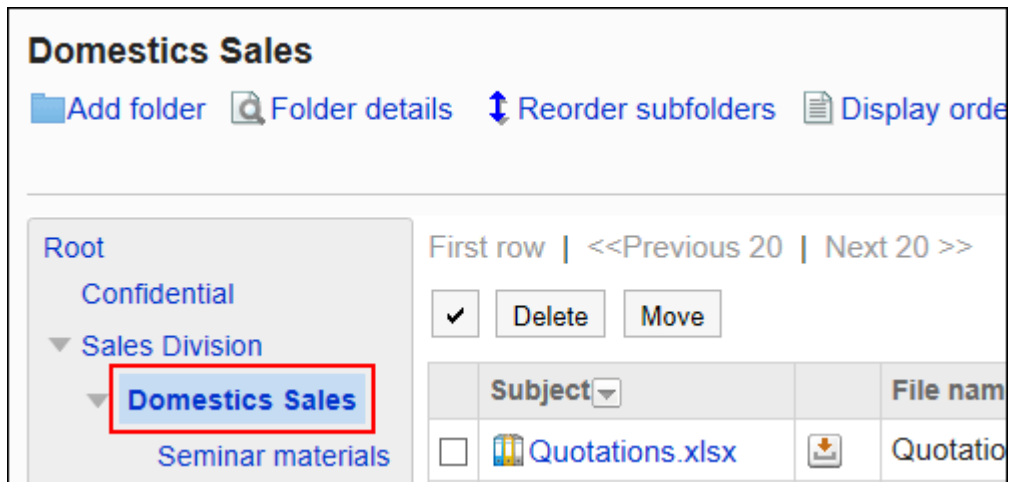 Domestics Sales
Add folder Folder details Reorder subfolders Display orde
Root
Confidential
Sales Division
Domestics Sales
Seminar materials
First row | <<Previous 20 | Next 20 >>
Delete Move
Subject File nam
Quotations.xlsx Quotatio